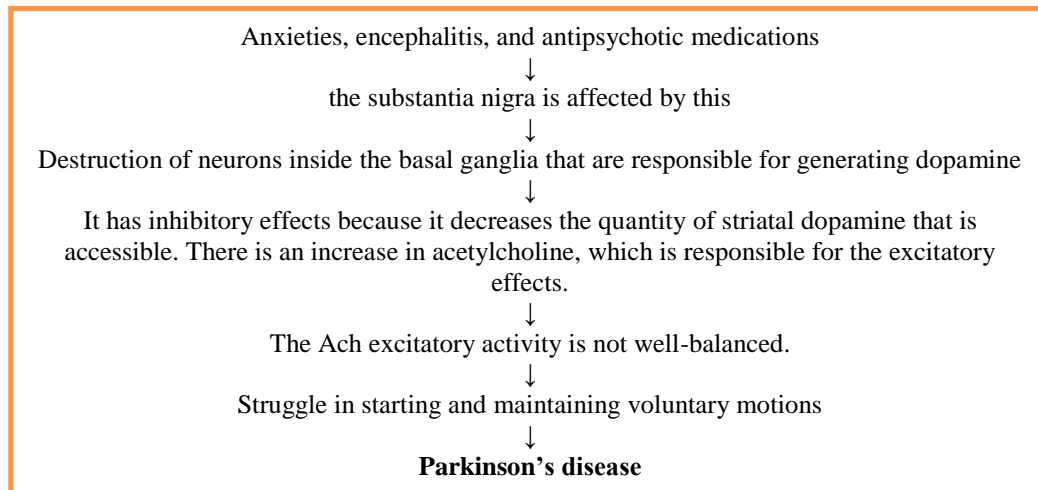 Anxieties, encephalitis, and antipsychotic medications
↓
the substantia nigra is affected by this
↓
Destruction of neurons inside the basal ganglia that are responsible for generating dopamine
↓
It has inhibitory effects because it decreases the quantity of striatal dopamine that is
accessible. There is an increase in acetylcholine, which is responsible for the excitatory
effects.
↓
The Ach excitatory activity is not well-balanced.
↓
Struggle in starting and maintaining voluntary motions
↓
Parkinson's disease